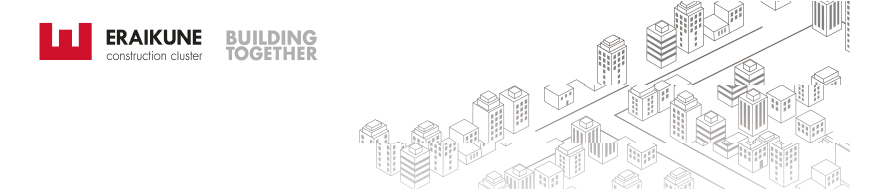 ERAIKUNE
construction cluster
BUILDING
TOGETHER